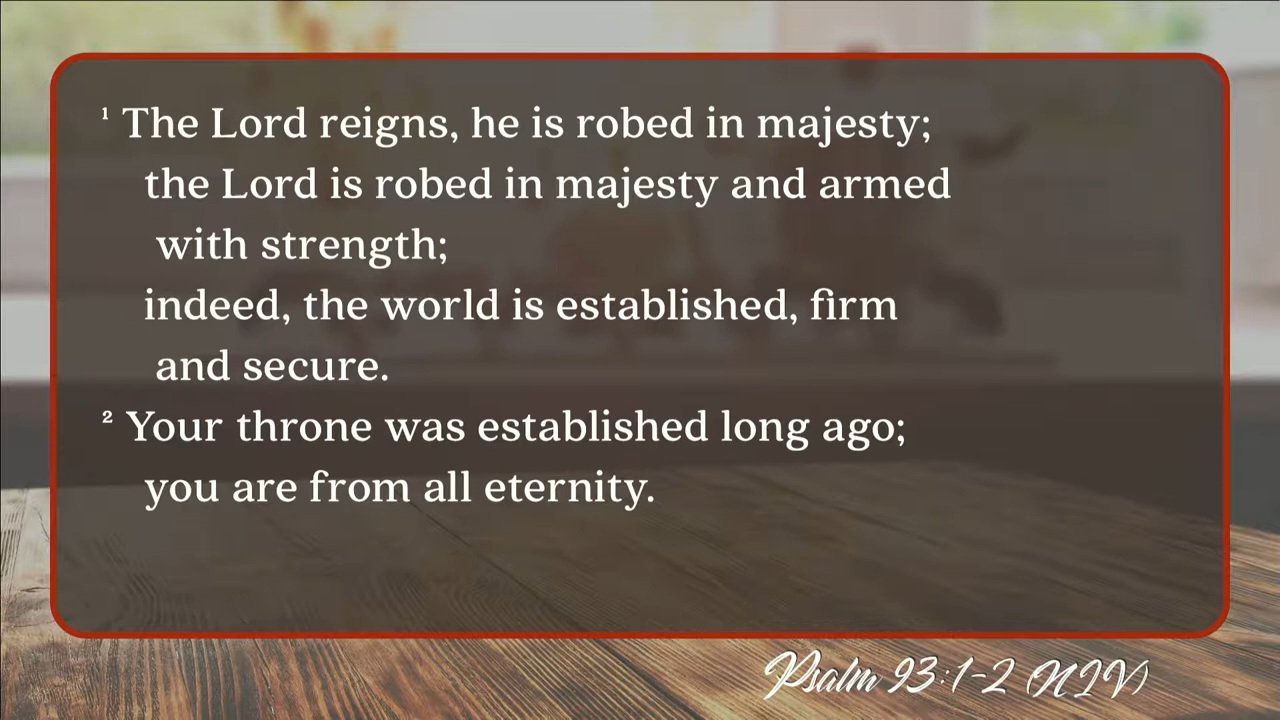 ¹ The Lord reigns, he is robed in majesty;
the Lord is robed in majesty and armed
with strength;
indeed, the world is established, firm
and secure.
² Your throne was established long ago;
you are from all eternity.
Psalm 93:1-2 (NIV)